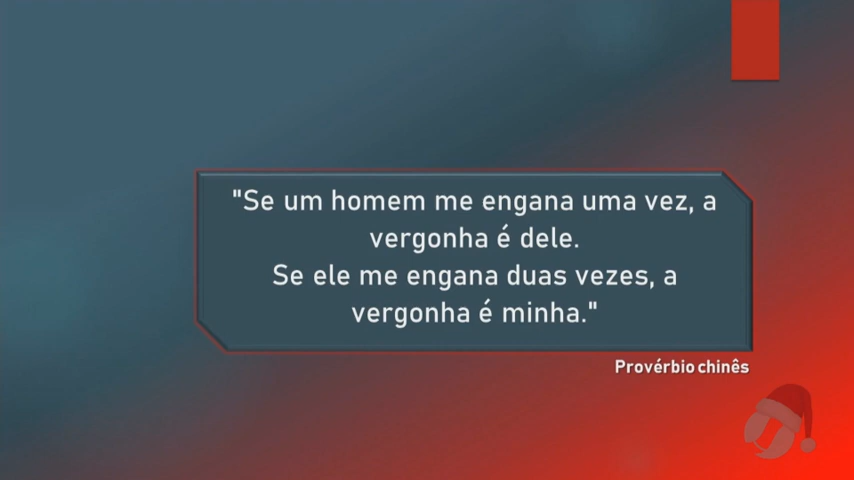 "Se um homem me engana uma vez, a
vergonha é dele.
Se ele me engana duas vezes, a
vergonha é minha."
Provérbio chinês